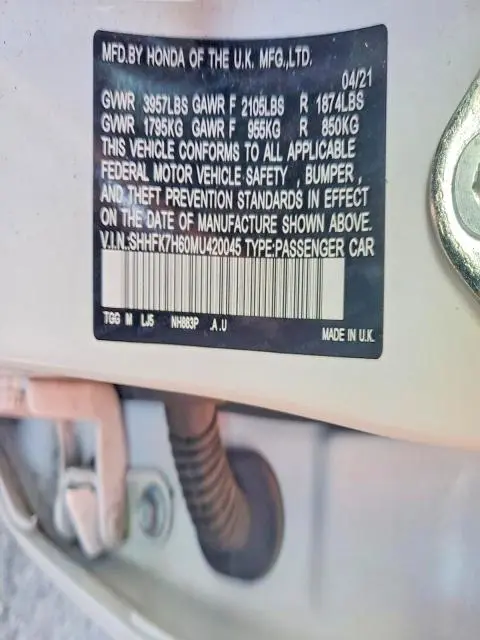 MFD.BY HONDA OF THE U.K. MFG.,LTD.
04/21
GVWR 3957LBS GAWR F 2105LBS R 1874LBS
GVWR 1795KG GAWR F 955KG R 850KG
THIS VEHICLE CONFORMS TO ALL APPLICABLE
FEDERAL MOTOR VEHICLE SAFETY , BUMPER ,
AND THEFT PREVENTION STANDARDS IN EFFECT
ON THE DATE OF MANUFACTURE SHOWN ABOVE.
V.I.N.:SHHFK7H60MU420045 TYPE:PASSENGER CAR
TGG M LJ5 NH883P .A.U
MADE IN U.K.